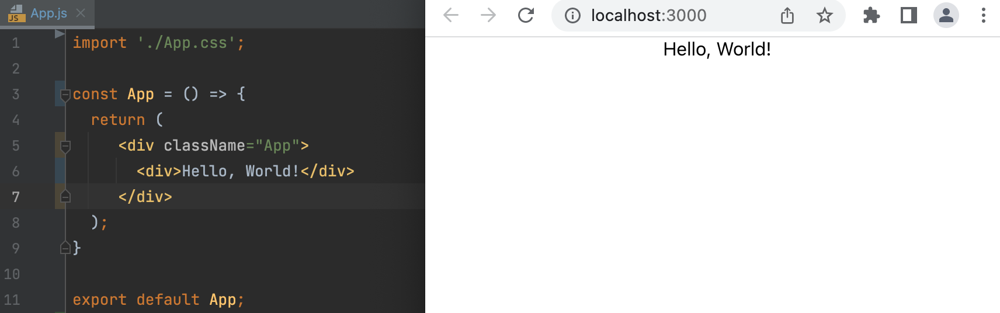 JS App.js
1 import './App.css';
2
3 const App = () => {
4 return (
5 <div className="App">
6 <div>Hello, World!</div>
7 </div>
8 );
9 }
10
11 export default App;
localhost:3000
Hello, World!